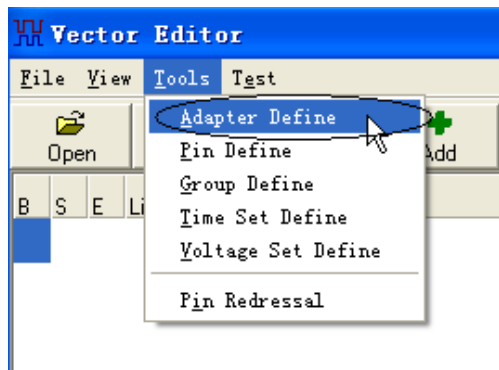 Vector Editor
File View Tools Test
Adapter Define
Open
Add
Pin Define
Group Define
B S E Li
Time Set Define
Voltage Set Define
Pin Redressal